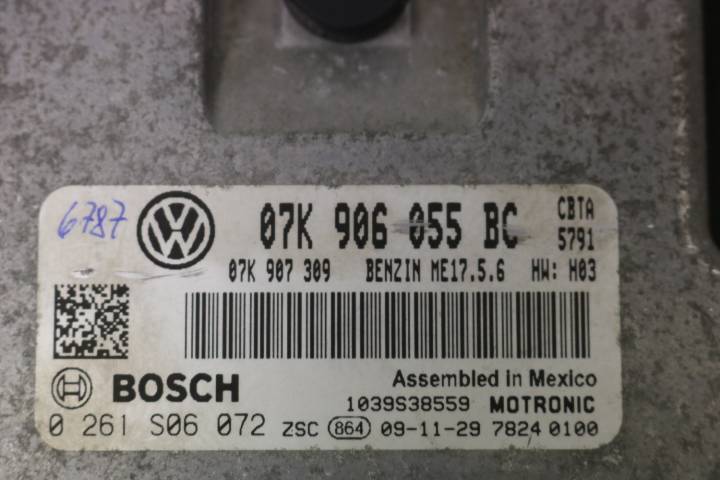 6787 VW 07K 906 055 BC CBTA
5791
07K 907 309 BENZIN ME17.5.6 HW: H03
BOSCH Assembled in Mexico
1039S38559 MOTRONIC
0 261 S06 072 ZSC 864 09-11-29 7824 0100